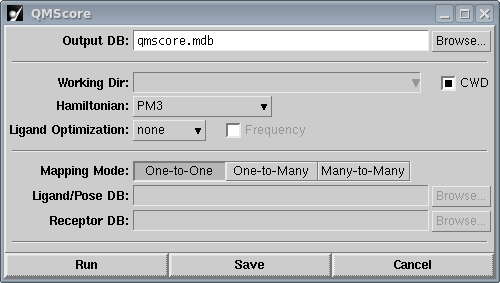 QMScore
Output DB: qmscore.mdb Browse...
Working Dir: CWD
Hamiltonian: PM3
Ligand Optimization: none Frequency
Mapping Mode: One-to-One One-to-Many Many-to-Many
Ligand/Pose DB: Browse...
Receptor DB: Browse...
Run Save Cancel